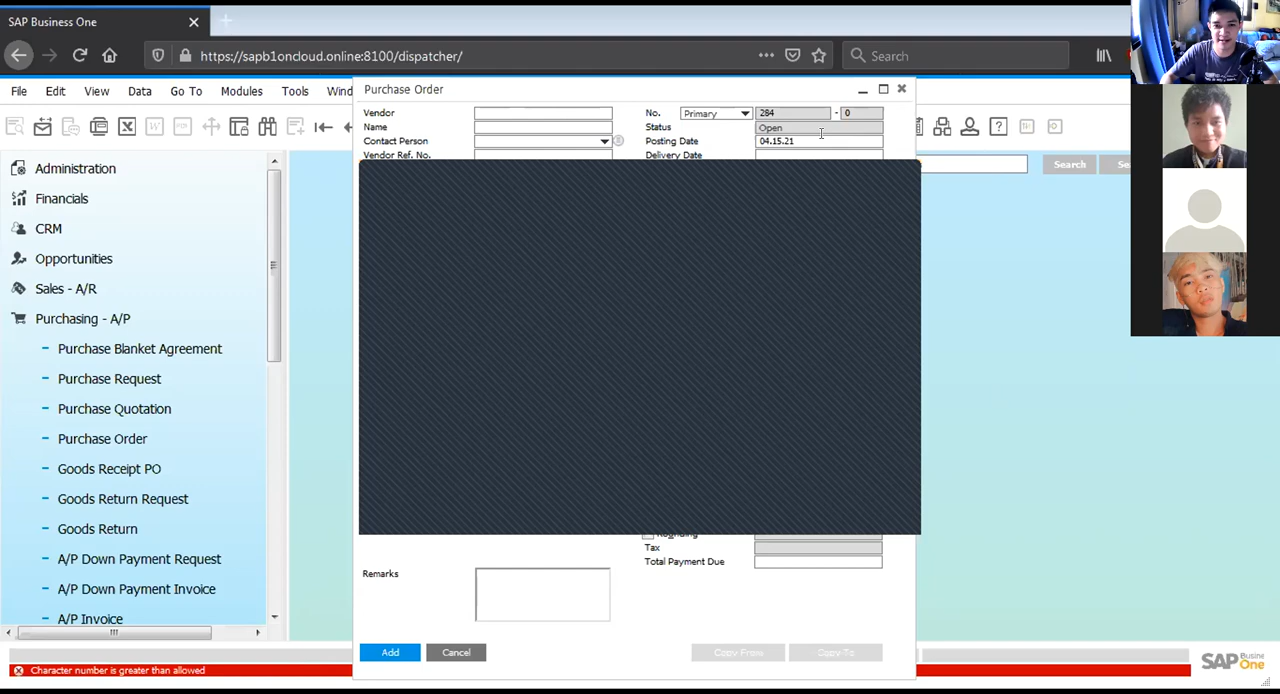 SAP Business One
https://sapb1oncloud.online:8100/dispatcher/
Search
File Edit View Data Go To Modules Tools
Purchase Order
Vendor
Name
Contact Person
Vendor Ref. No.
No. Primary 284 - 0
Status Open
Posting Date 04.15.21
Delivery Date
Search
Administration
Financials
CRM
Opportunities
Sales - A/R
Purchasing - A/P
Purchase Blanket Agreement
Purchase Request
Purchase Quotation
Purchase Order
Goods Receipt PO
Goods Return Request
Goods Return
A/P Down Payment Request
A/P Down Payment Invoice
A/P Invoice
Tax
Total Payment Due
Remarks
Add Cancel Copy From Copy To
Character number is greater than allowed
SAP Business One